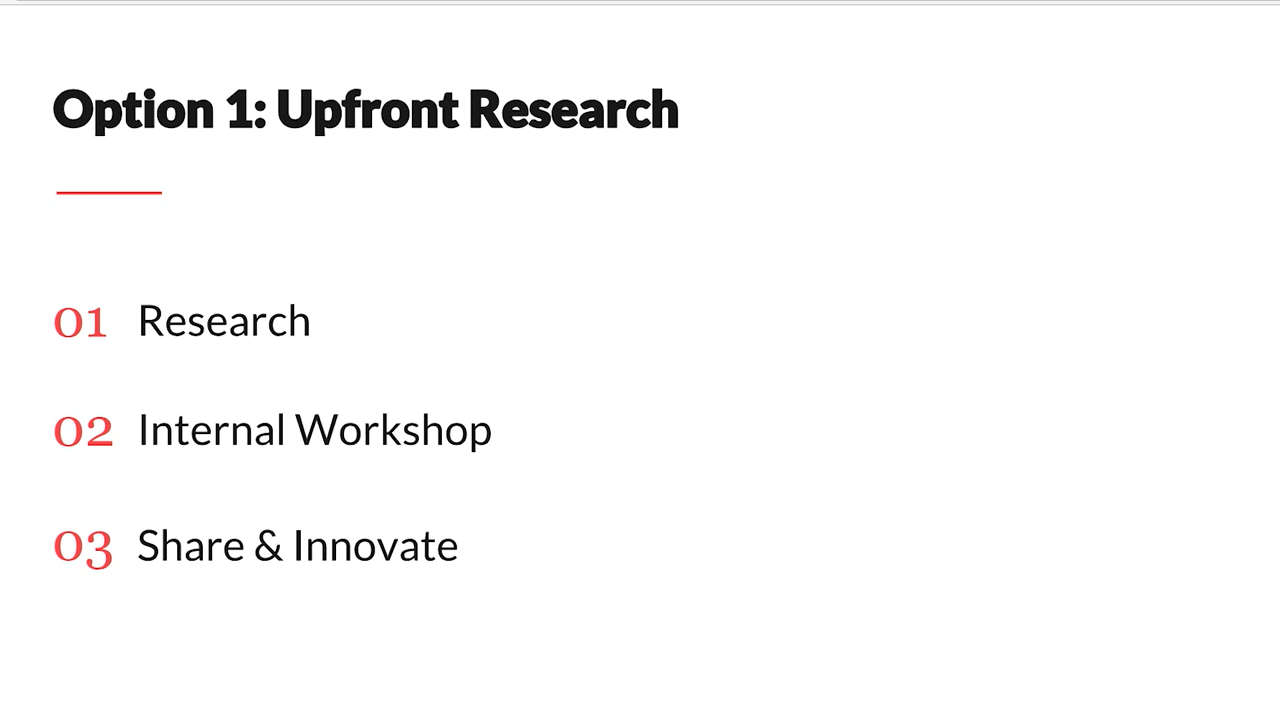 Option 1: Upfront Research
01 Research
02 Internal Workshop
03 Share & Innovate